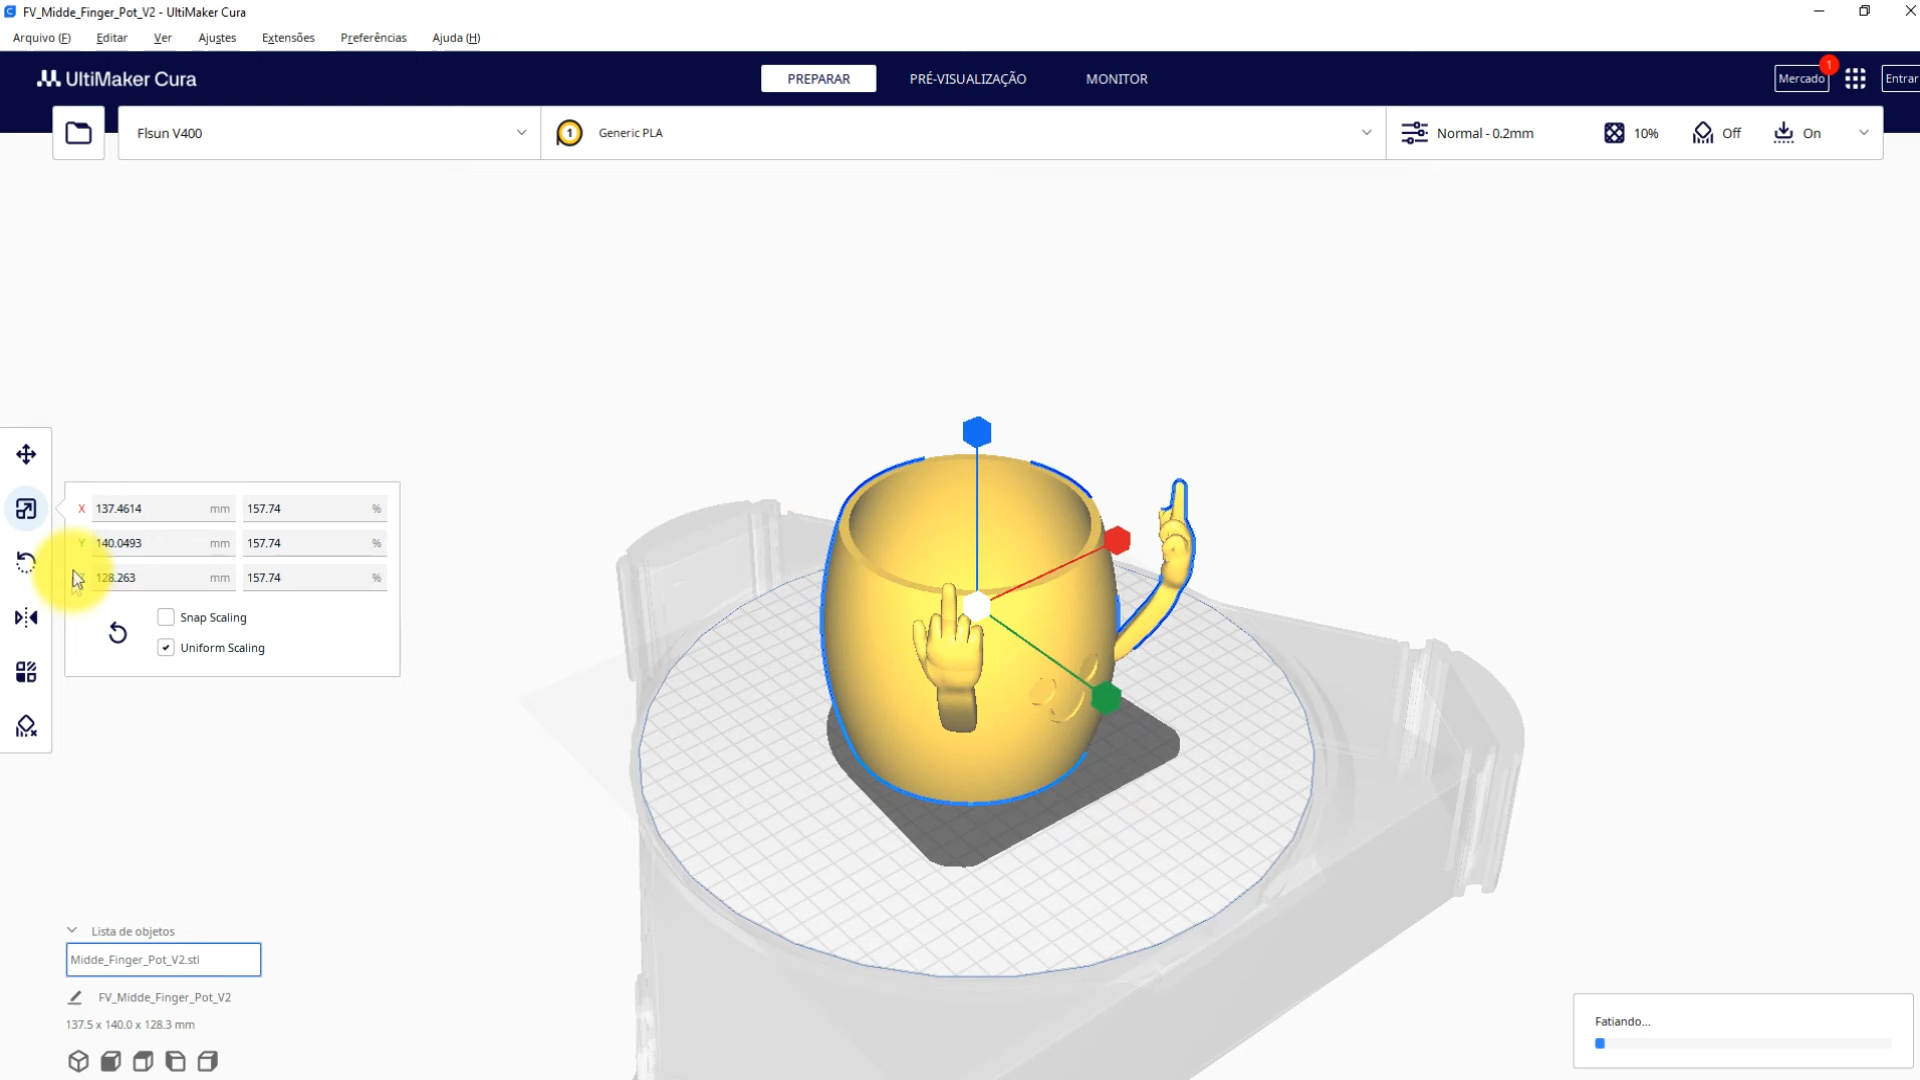 FV_Midde_Finger_Pot_V2 - UltiMaker Cura
Arquivo (F) Editar Ver Ajustes Extensões Preferências Ajuda (H)
UltiMaker Cura PREPARAR PRÉ-VISUALIZAÇÃO MONITOR Mercado 1 Entrar
Flsun V400 1 Generic PLA Normal - 0.2mm 10% Off On
X 137.4614 mm 157.74 %
Y 140.0493 mm 157.74 %
128.263 mm 157.74 %
Snap Scaling
Uniform Scaling
Lista de objetos
Midde_Finger_Pot_V2.stl
FV_Midde_Finger_Pot_V2
137.5 x 140.0 x 128.3 mm
Fatiando...